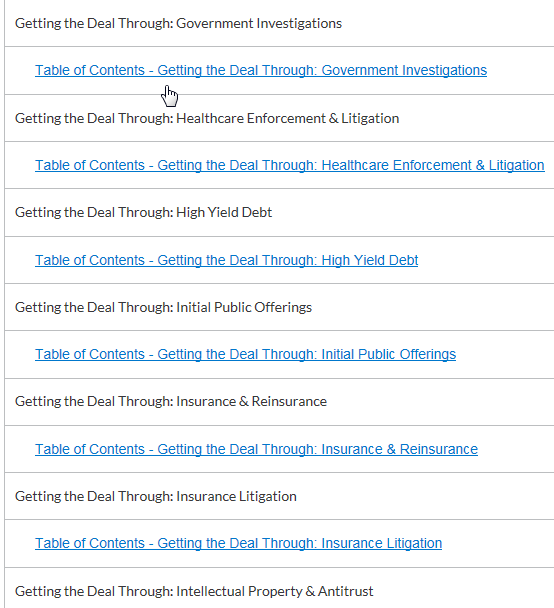 Getting the Deal Through: Government Investigations
Table of Contents - Getting the Deal Through: Government Investigations
Getting the Deal Through: Healthcare Enforcement & Litigation
Table of Contents - Getting the Deal Through: Healthcare Enforcement & Litigation
Getting the Deal Through: High Yield Debt
Table of Contents - Getting the Deal Through: High Yield Debt
Getting the Deal Through: Initial Public Offerings
Table of Contents - Getting the Deal Through: Initial Public Offerings
Getting the Deal Through: Insurance & Reinsurance
Table of Contents - Getting the Deal Through: Insurance & Reinsurance
Getting the Deal Through: Insurance Litigation
Table of Contents - Getting the Deal Through: Insurance Litigation
Getting the Deal Through: Intellectual Property & Antitrust